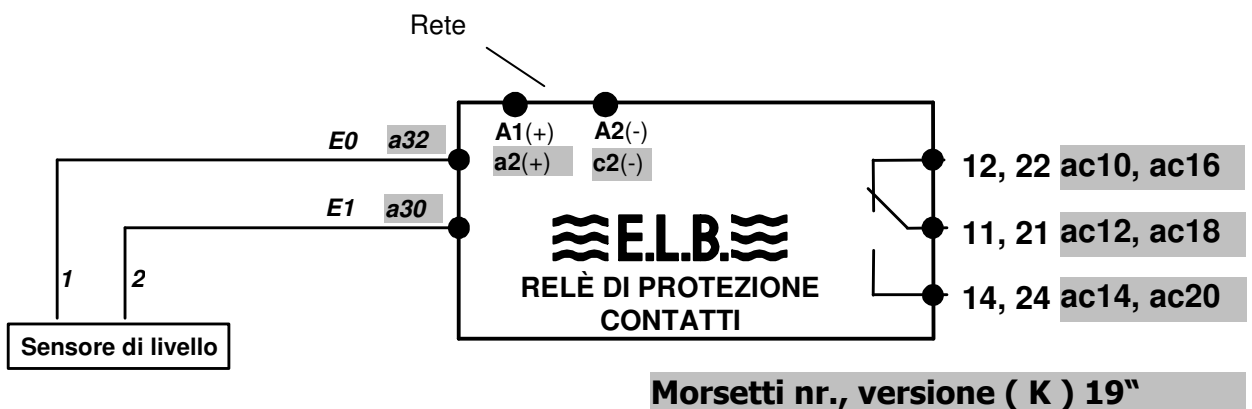 Rete
A1(+) A2(-)
a2(+) c2(-)
E0 a32
E1 a30
1 2
Sensore di livello
E.L.B.
RELÈ DI PROTEZIONE
CONTATTI
12, 22 ac10, ac16
11, 21 ac12, ac18
14, 24 ac14, ac20
Morsetti nr., versione ( K ) 19“